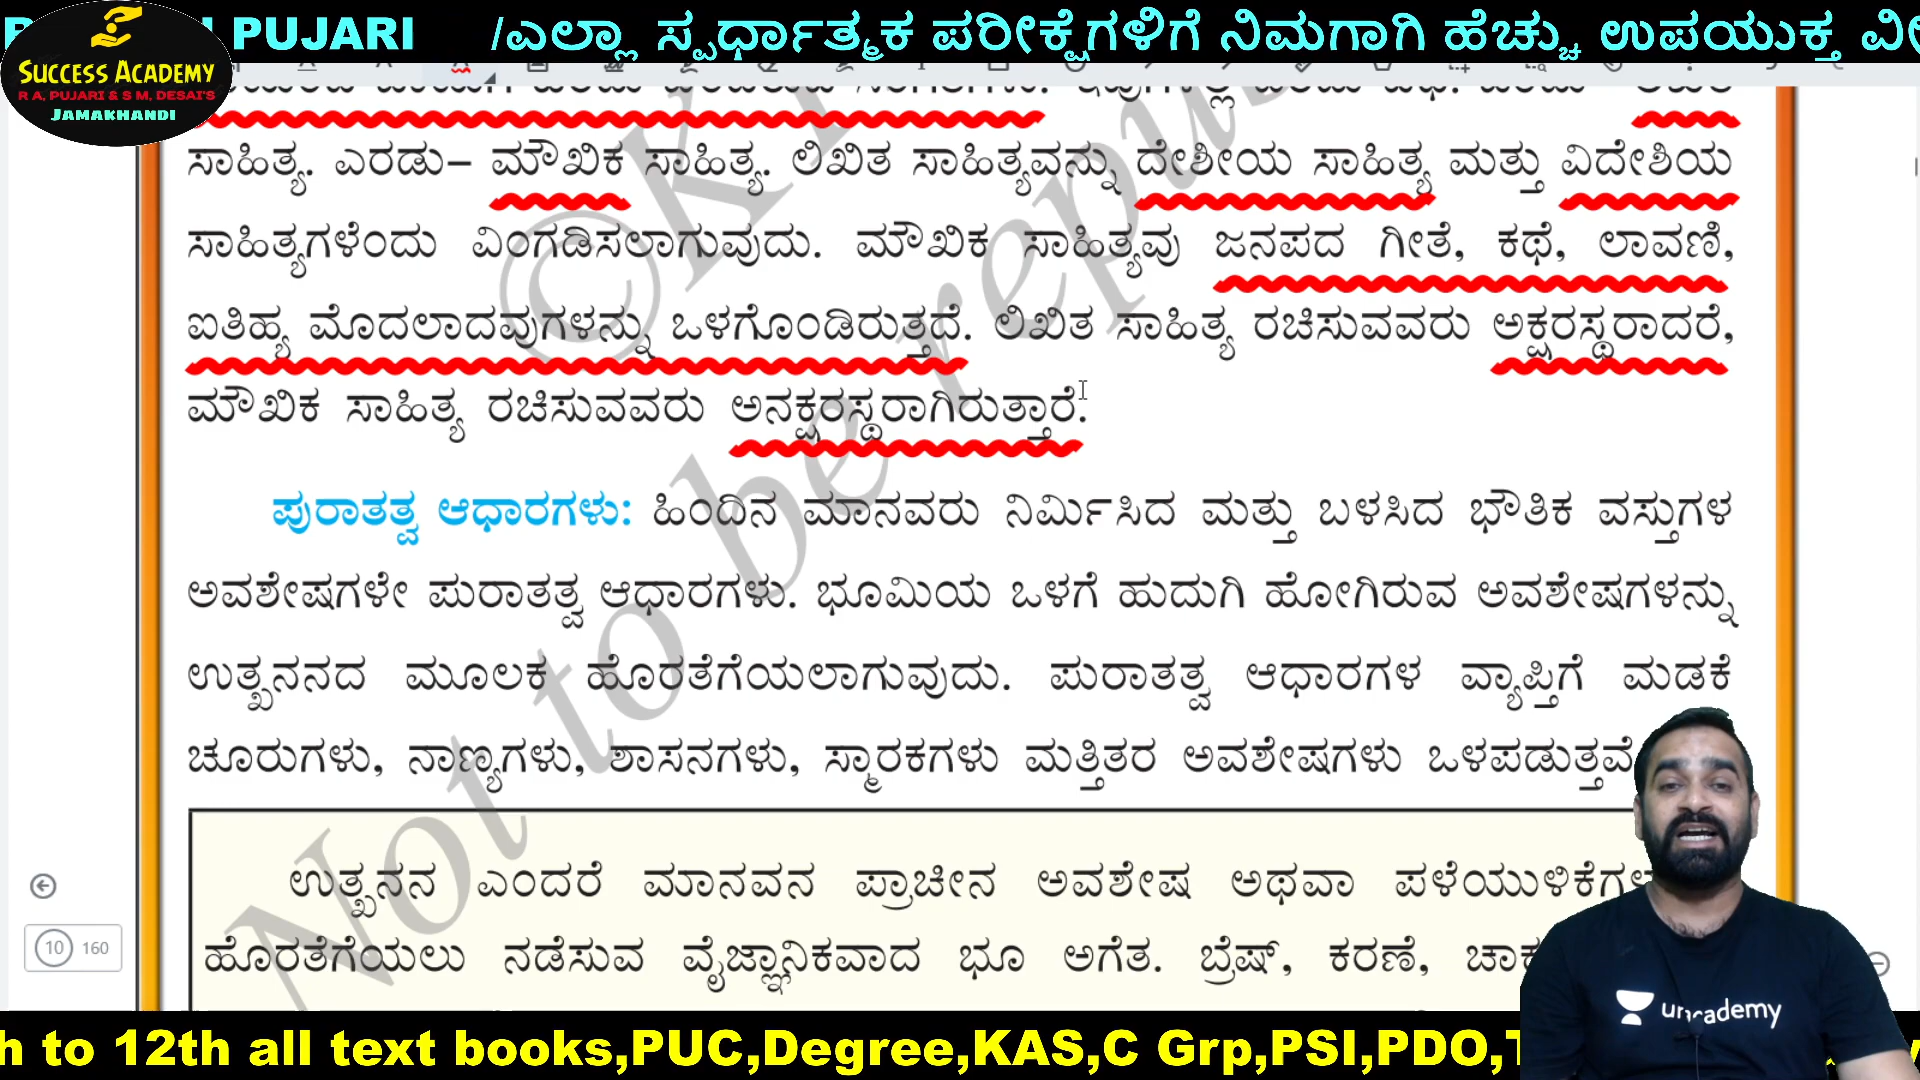 PUJARI /ಎಲ್ಲಾ ಸ್ಪರ್ಧಾತ್ಮಕ ಪರೀಕ್ಷೆಗಳಿಗೆ ನಿಮಗಾಗಿ ಹೆಚ್ಚು ಉಪಯುಕ್ತ
SUCCESS ACADEMY
R A, PUJARI & S M, DESAI'S
JAMAKHANDI
ಸಾಹಿತ್ಯ. ಎರಡು– ಮೌಖಿಕ ಸಾಹಿತ್ಯ. ಲಿಖಿತ ಸಾಹಿತ್ಯವನ್ನು ದೇಶೀಯ ಸಾಹಿತ್ಯ ಮತ್ತು ವಿದೇಶಿಯ
ಸಾಹಿತ್ಯಗಳೆಂದು ವಿಂಗಡಿಸಲಾಗುವುದು. ಮೌಖಿಕ ಸಾಹಿತ್ಯವು ಜನಪದ ಗೀತೆ, ಕಥೆ, ಲಾವಣಿ,
ಐತಿಹ್ಯ ಮೊದಲಾದವುಗಳನ್ನು ಒಳಗೊಂಡಿರುತ್ತದೆ. ಲಿಖಿತ ಸಾಹಿತ್ಯ ರಚಿಸುವವರು ಅಕ್ಷರಸ್ಥರಾದರೆ,
ಮೌಖಿಕ ಸಾಹಿತ್ಯ ರಚಿಸುವವರು ಅನಕ್ಷರಸ್ಥರಾಗಿರುತ್ತಾರೆ.
ಪುರಾತತ್ವ ಆಧಾರಗಳು: ಹಿಂದಿನ ಮಾನವರು ನಿರ್ಮಿಸಿದ ಮತ್ತು ಬಳಸಿದ ಭೌತಿಕ ವಸ್ತುಗಳ
ಅವಶೇಷಗಳೇ ಪುರಾತತ್ವ ಆಧಾರಗಳು. ಭೂಮಿಯ ಒಳಗೆ ಹುದುಗಿ ಹೋಗಿರುವ ಅವಶೇಷಗಳನ್ನು
ಉತ್ಖನನದ ಮೂಲಕ ಹೊರತೆಗೆಯಲಾಗುವುದು. ಪುರಾತತ್ವ ಆಧಾರಗಳ ವ್ಯಾಪ್ತಿಗೆ ಮಡಕೆ
ಚೂರುಗಳು, ನಾಣ್ಯಗಳು, ಶಾಸನಗಳು, ಸ್ಮಾರಕಗಳು ಮತ್ತಿತರ ಅವಶೇಷಗಳು ಒಳಪಡುತ್ತವೆ
ಉತ್ಖನನ ಎಂದರೆ ಮಾನವನ ಪ್ರಾಚೀನ ಅವಶೇಷ ಅಥವಾ ಪಳೆಯುಳಿಕೆಗಳ
ಹೊರತೆಗೆಯಲು ನಡೆಸುವ ವೈಜ್ಞಾನಿಕವಾದ ಭೂ ಅಗೆತ. ಬ್ರೆಷ್, ಕರಣೆ,
Not to be
10 160
unacademy
h to 12th all text books,PUC,Degree,KAS,C Grp,PSI,PDO,